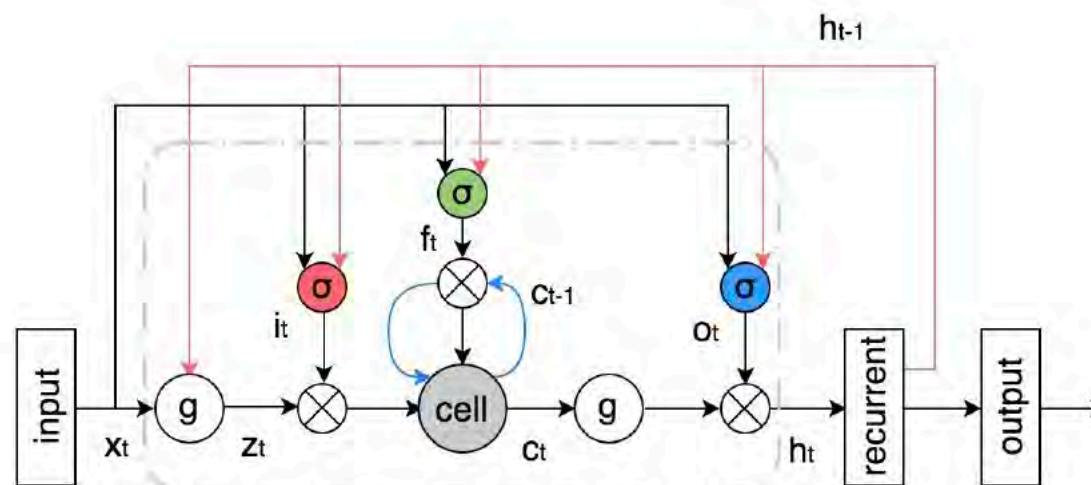 ht-1
σ
ft
σ
ct-1
σ
it
ot
input
g
cell
g
recurrent
output
xt
zt
ct
ht